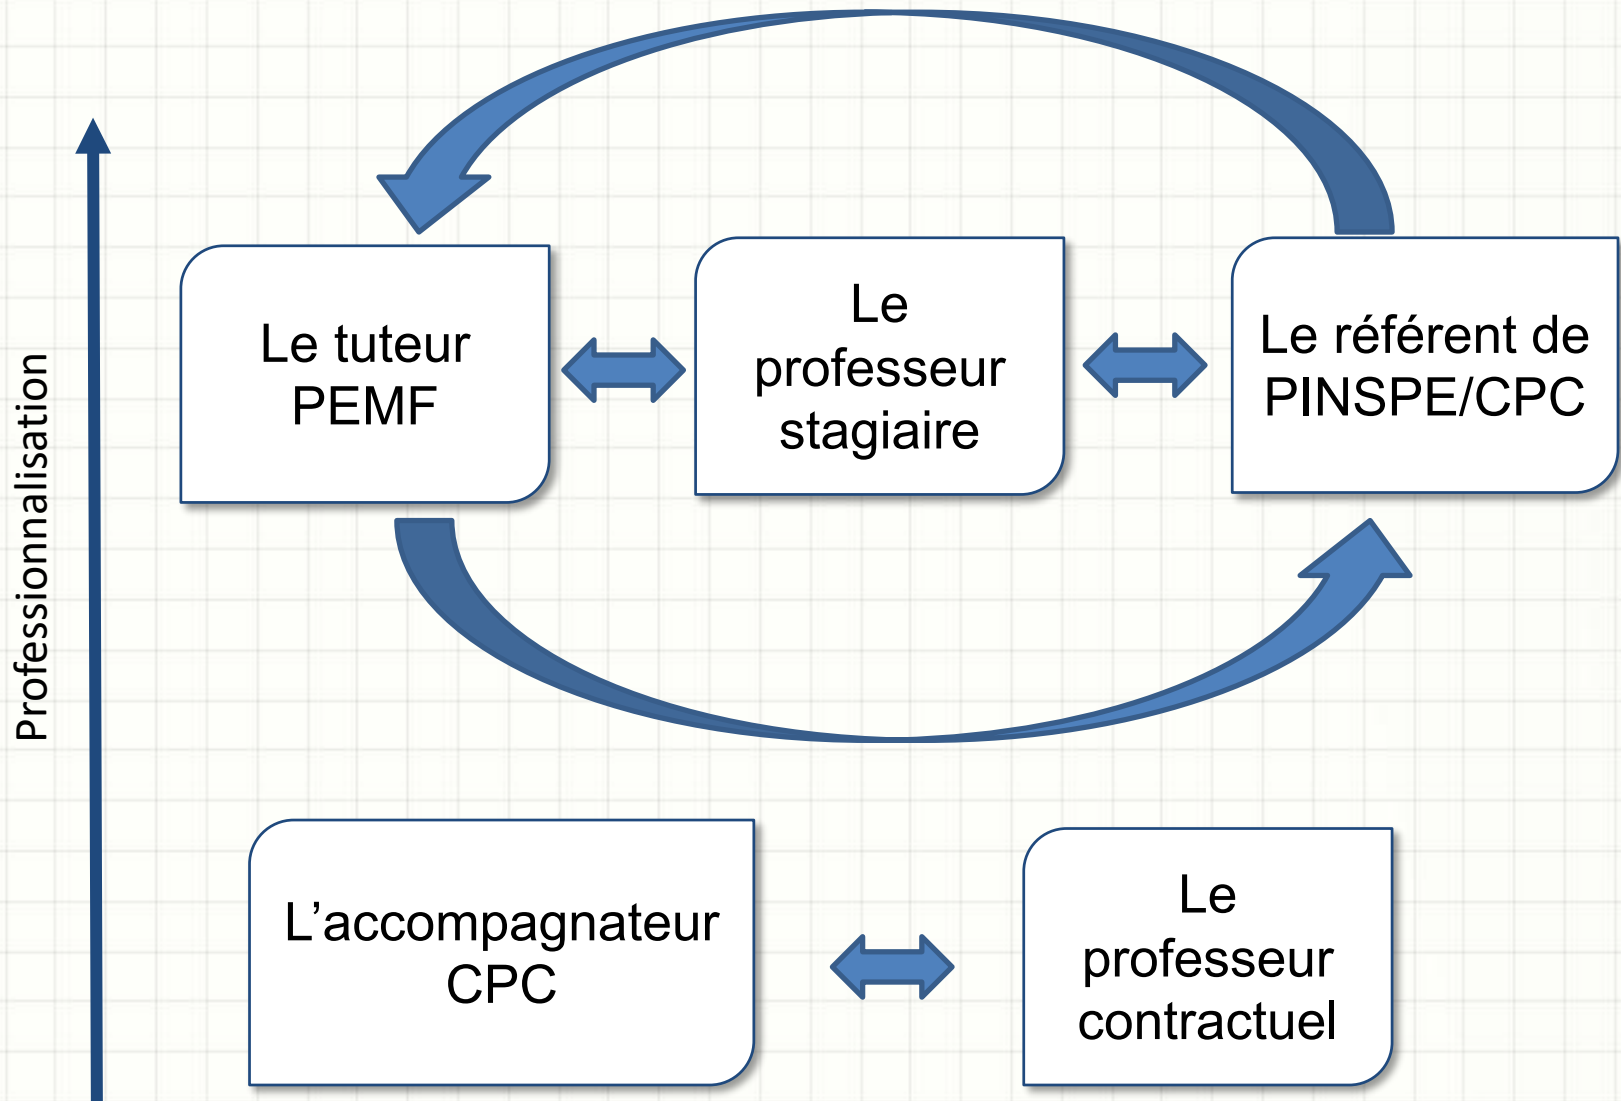 Professionnalisation
Le tuteur
PEMF
Le
professeur
stagiaire
Le référent de
PINSPE/CPC
L’accompagnateur
CPC
Le
professeur
contractuel